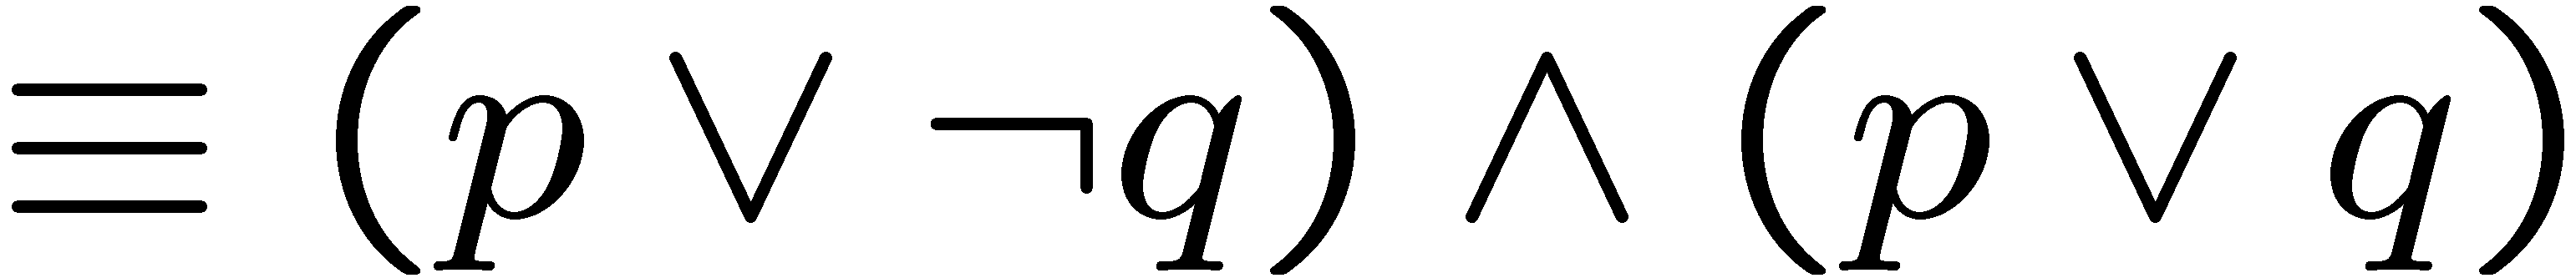 ≡ (p ∨ ¬q) ∧ (p ∨ q)